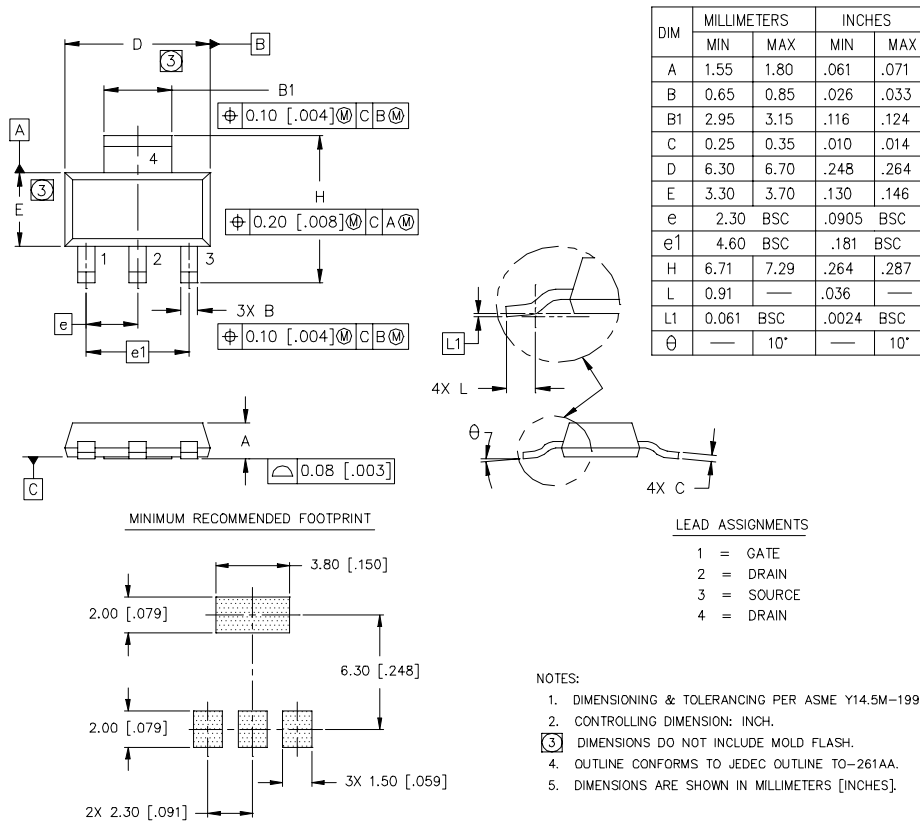 D
B
3
B1
⌖ 0.10 [.004]Ⓜ C BⓂ
A
4
3
E
H
⌖ 0.20 [.008]Ⓜ C AⓂ
1 2 3
e
3X B
e1
⌖ 0.10 [.004]Ⓜ C BⓂ
L1
4X L
A
C
⌓ 0.08 [.003]
θ
4X C
DIM MILLIMETERS INCHES
MIN MAX MIN MAX
A 1.55 1.80 .061 .071
B 0.65 0.85 .026 .033
B1 2.95 3.15 .116 .124
C 0.25 0.35 .010 .014
D 6.30 6.70 .248 .264
E 3.30 3.70 .130 .146
e 2.30 BSC .0905 BSC
e1 4.60 BSC .181 BSC
H 6.71 7.29 .264 .287
L 0.91 — .036 —
L1 0.061 BSC .0024 BSC
θ — 10° — 10°
MINIMUM RECOMMENDED FOOTPRINT
3.80 [.150]
2.00 [.079]
6.30 [.248]
2.00 [.079]
3X 1.50 [.059]
2X 2.30 [.091]
LEAD ASSIGNMENTS
1 = GATE
2 = DRAIN
3 = SOURCE
4 = DRAIN
NOTES:
1. DIMENSIONING & TOLERANCING PER ASME Y14.5M-199
2. CONTROLLING DIMENSION: INCH.
3 DIMENSIONS DO NOT INCLUDE MOLD FLASH.
4. OUTLINE CONFORMS TO JEDEC OUTLINE TO-261AA.
5. DIMENSIONS ARE SHOWN IN MILLIMETERS [INCHES].